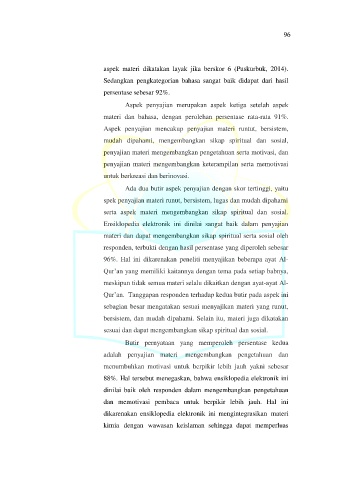 96
aspek materi dikatakan layak jika berskor 6 (Puskurbuk, 2014).
Sedangkan pengkategorian bahasa sangat baik didapat dari hasil
persentase sebesar 92%.
Aspek penyajian merupakan aspek ketiga setelah aspek
materi dan bahasa, dengan perolehan persentase rata-rata 91%.
Aspek penyajian mencakup penyajian materi runtut, bersistem,
mudah dipahami, mengembangkan sikap spiritual dan sosial,
penyajian materi mengembangkan pengetahuan serta motivasi, dan
penyajian materi mengembangkan keterampilan serta memotivasi
untuk berkreasi dan berinovasi.
Ada dua butir aspek penyajian dengan skor tertinggi, yaitu
spek penyajian materi runut, bersistem, lugas dan mudah dipahami
serta aspek materi mengembangkan sikap spiritual dan sosial.
Ensiklopedia elektronik ini dinilai sangat baik dalam penyajian
materi dan dapat mengembangkan sikap spiritual serta sosial oleh
responden, terbukti dengan hasil persentase yang diperoleh sebesar
96%. Hal ini dikarenakan peneliti menyajikan beberapa ayat Al-
Qur’an yang memiliki kaitannya dengan tema pada setiap babnya,
meskipun tidak semua materi selalu dikaitkan dengan ayat-ayat Al-
Qur’an. Tanggapan responden terhadap kedua butir pada aspek ini
sebagian besar mengatakan sesuai menyajikan materi yang runut,
bersistem, dan mudah dipahami. Selain itu, materi juga dikatakan
sesuai dan dapat mengembangkan sikap spiritual dan sosial.
Butir pernyataan yang memperoleh persentase kedua
adalah penyajian materi mengembangkan pengetahuan dan
menumbuhkan motivasi untuk berpikir lebih jauh yakni sebesar
88%. Hal tersebut menegaskan, bahwa ensiklopedia elektronik ini
dinilai baik oleh responden dalam mengembangkan pengetahuan
dan memotivasi pembaca untuk berpikir lebih jauh. Hal ini
dikarenakan ensiklopedia elektronik ini mengintegrasikan materi
kimia dengan wawasan keislaman sehingga dapat memperluas